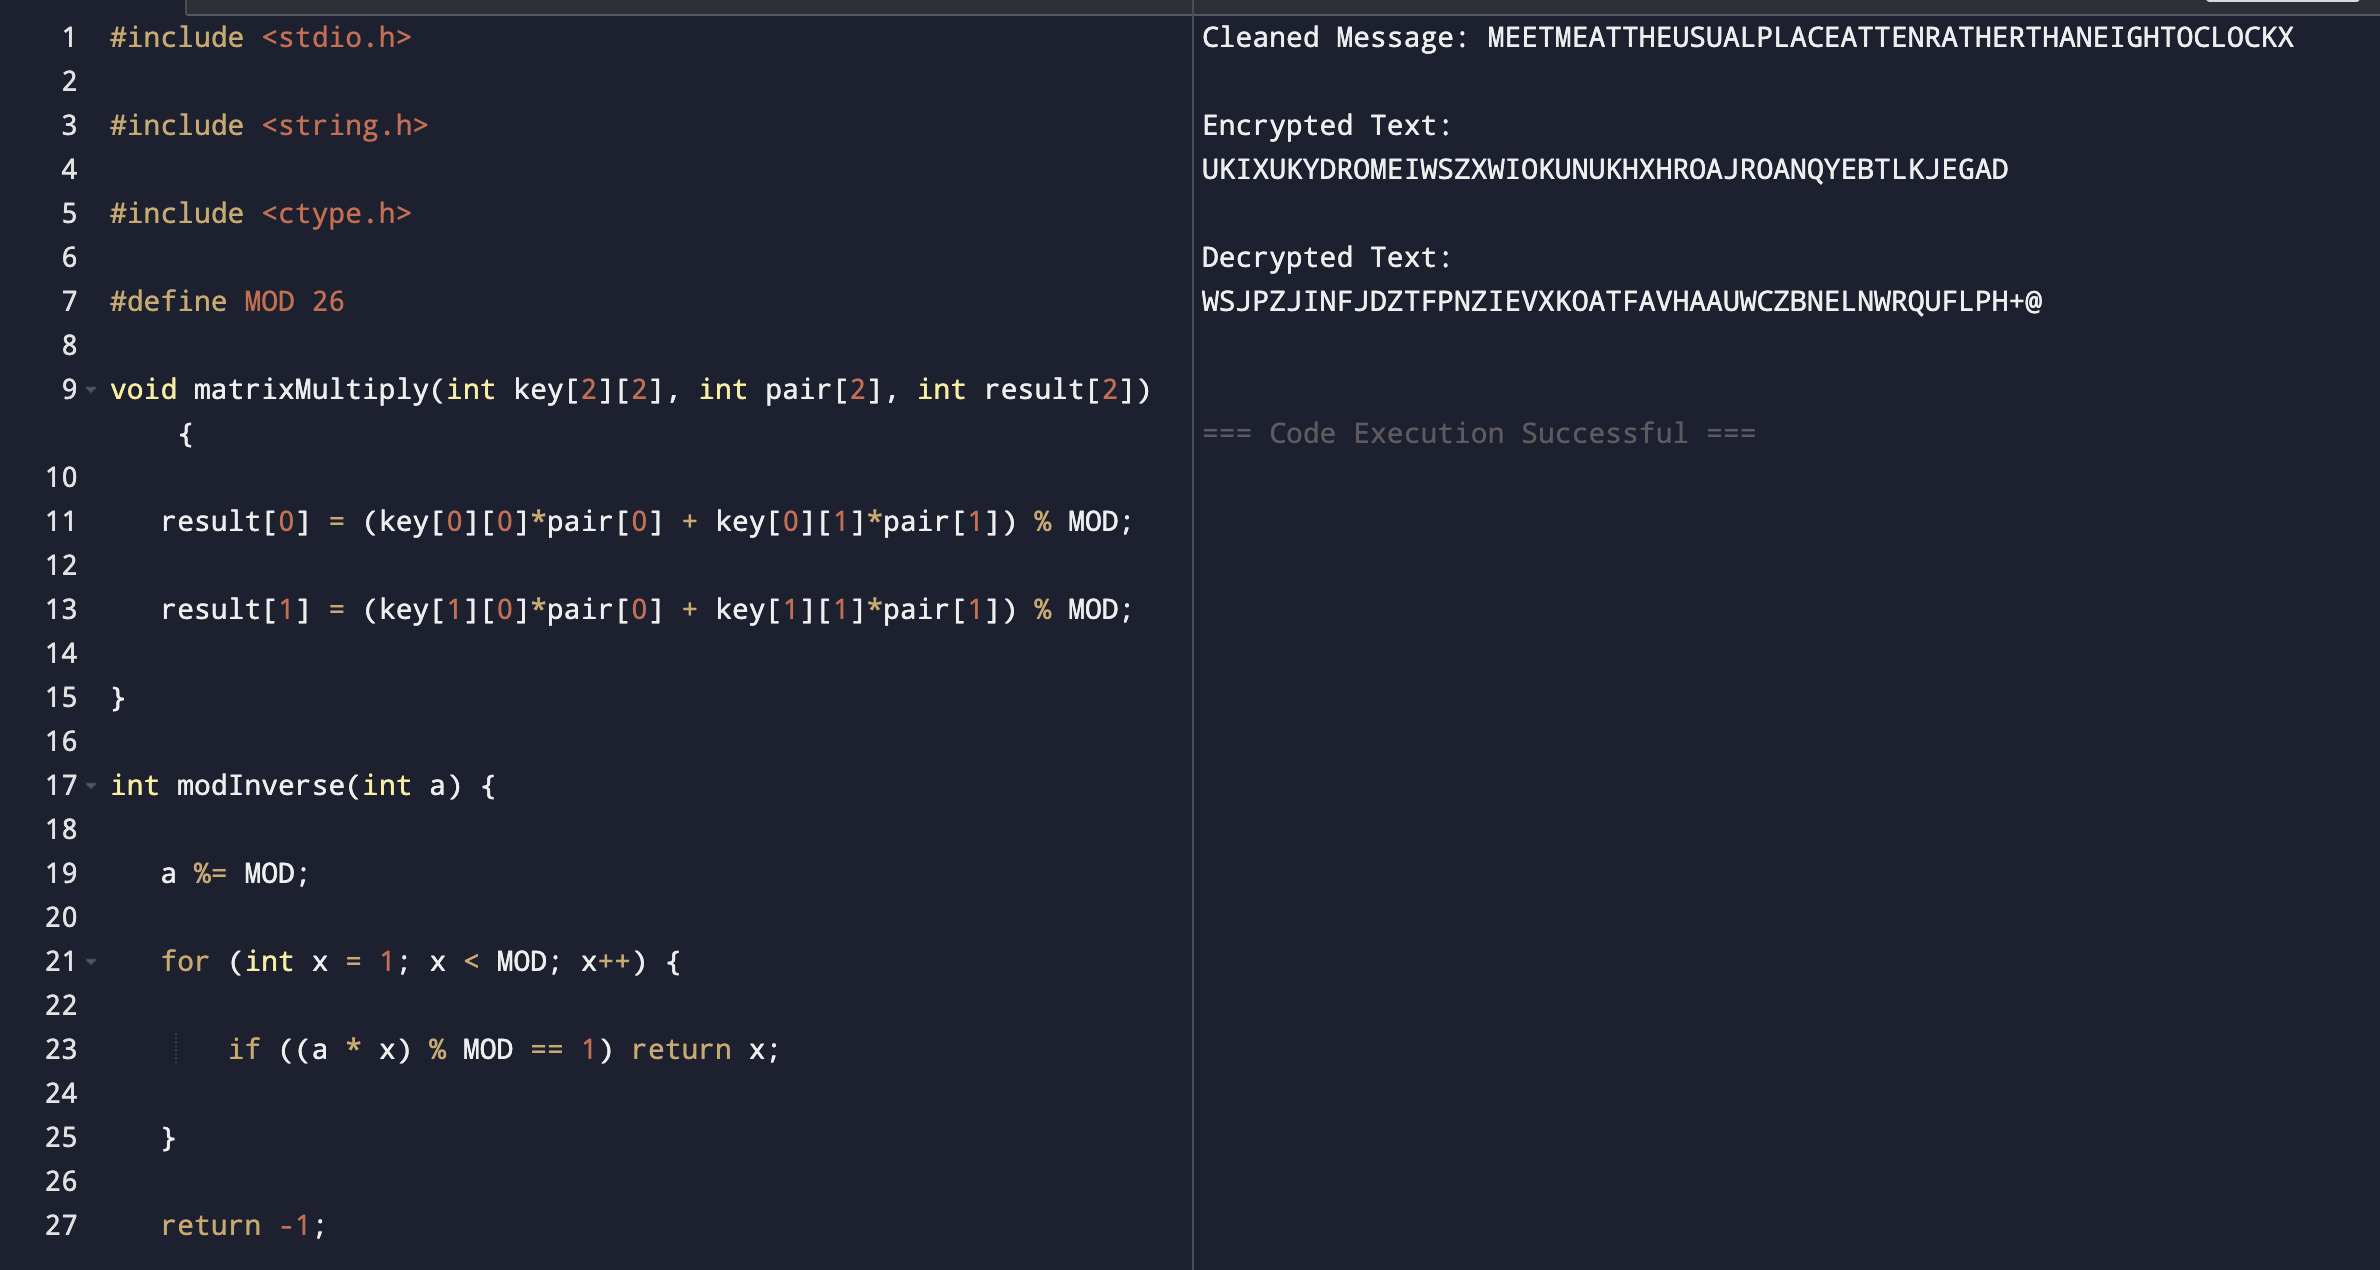 1 #include <stdio.h>
2
3 #include <string.h>
4
5 #include <ctype.h>
6
7 #define MOD 26
8
9 void matrixMultiply(int key[2][2], int pair[2], int result[2])
{
10
11 result[0] = (key[0][0]*pair[0] + key[0][1]*pair[1]) % MOD;
12
13 result[1] = (key[1][0]*pair[0] + key[1][1]*pair[1]) % MOD;
14
15 }
16
17 int modInverse(int a) {
18
19 a %= MOD;
20
21 for (int x = 1; x < MOD; x++) {
22
23 if ((a * x) % MOD == 1) return x;
24
25 }
26
27 return -1;
Cleaned Message: MEETMEATTHEUSUALPLACEATTENRATHERTHANEIGHTOCLOCKX
Encrypted Text:
UKIXUKYDROMEIWSZXWIOKUNUKHXHROAJROANQYEBTLKJEGAD
Decrypted Text:
WSJPZJINFJDZTFPNZIEVXKOATFAVHAAUWCZBNELNWRQUFLPH+@
=== Code Execution Successful ===